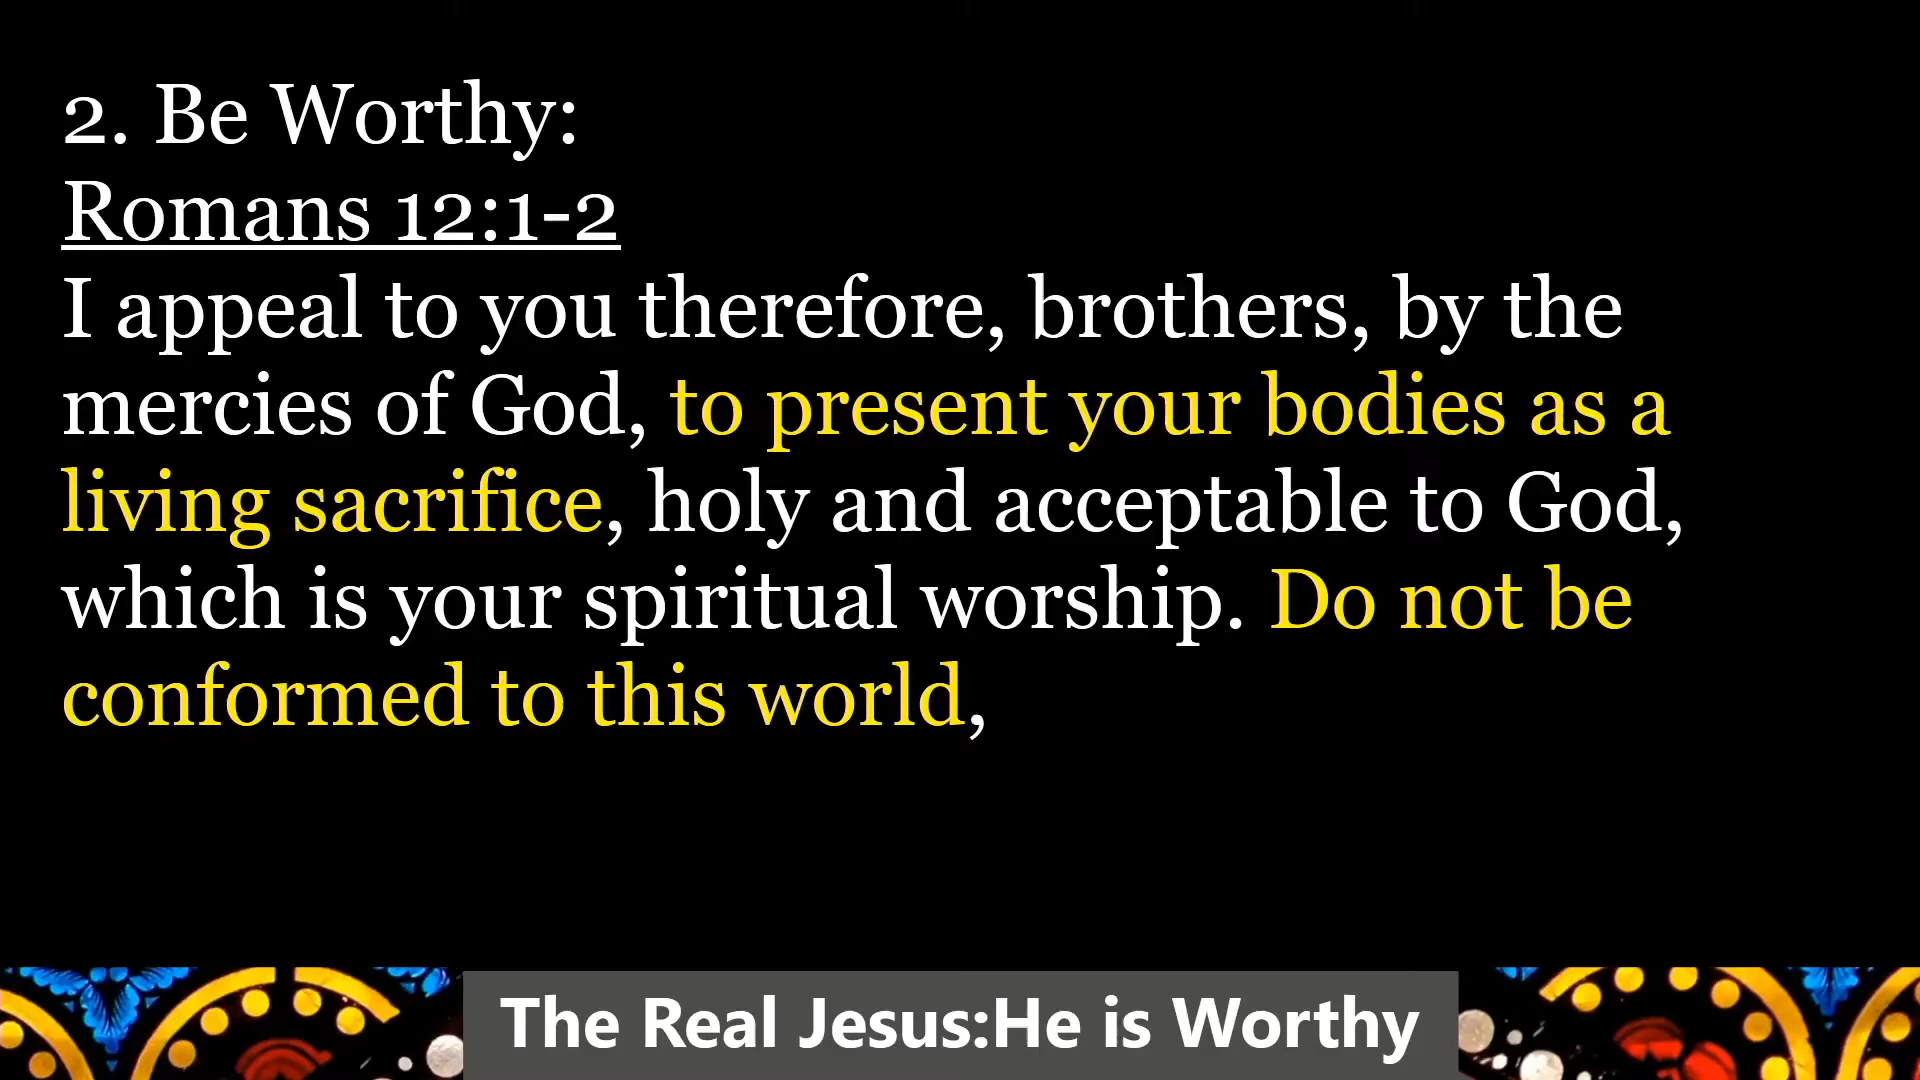 2. Be Worthy:
Romans 12:1-2
I appeal to you therefore, brothers, by the
mercies of God, to present your bodies as a
living sacrifice, holy and acceptable to God,
which is your spiritual worship. Do not be
conformed to this world,
The Real Jesus:He is Worthy